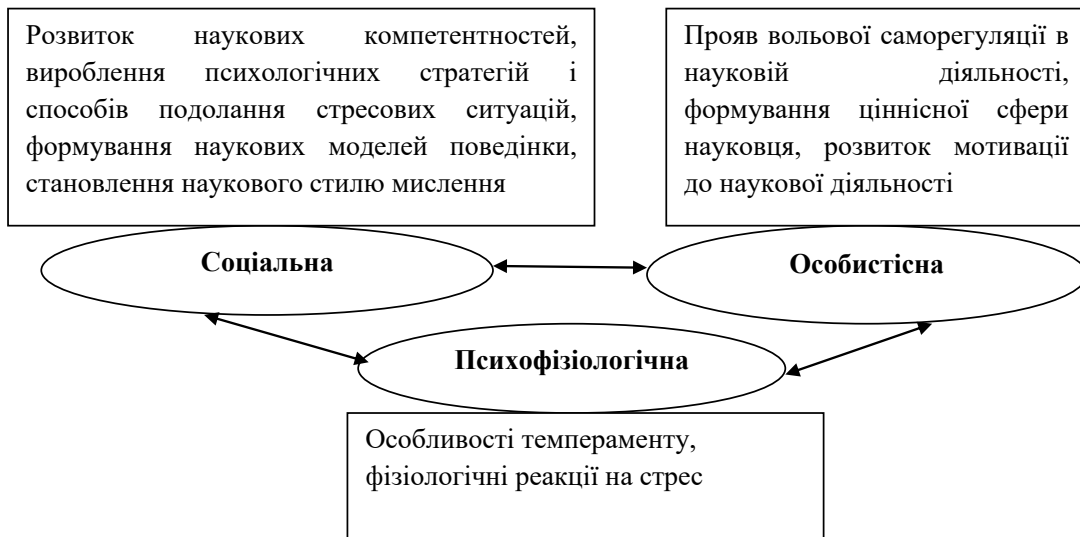 Розвиток наукових компетентностей,
вироблення психологічних стратегій і
способів подолання стресових ситуацій,
формування наукових моделей поведінки,
становлення наукового стилю мислення
Прояв вольової саморегуляції в
науковій діяльності,
формування ціннісної сфери
науковця, розвиток мотивації
до наукової діяльності
Соціальна
Особистісна
Психофізіологічна
Особливості темпераменту,
фізіологічні реакції на стрес